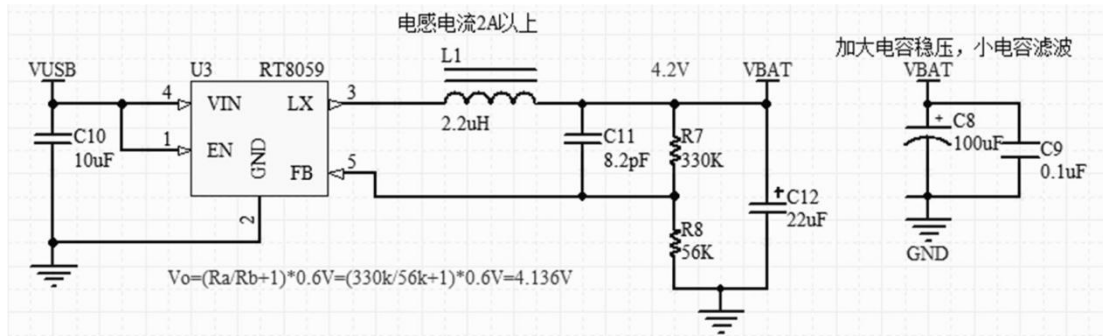 电感电流2A以上
加大电容稳压，小电容滤波
VUSB
U3 RT8059
L1
4.2V
VBAT
VBAT
4
VIN
LX
3
2.2uH
C10
10uF
1
EN
GND
FB
5
2
C11
8.2pF
R7
330K
+
C12
22uF
R8
56K
+
C8
100uF
C9
0.1uF
GND
Vo=(Ra/Rb+1)*0.6V=(330k/56k+1)*0.6V=4.136V